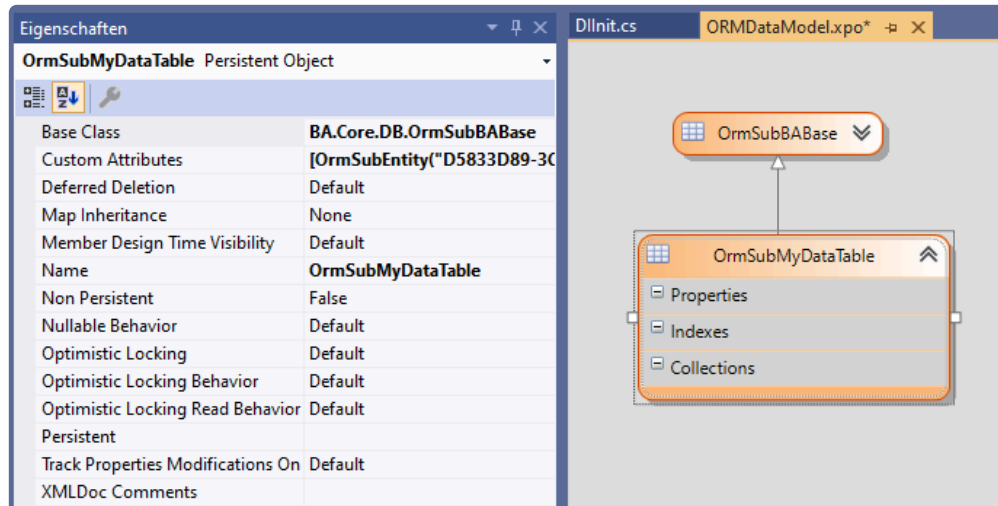 Eigenschaften
OrmSubMyDataTable Persistent Object
Base Class BA.Core.DB.OrmSubBABase
Custom Attributes [OrmSubEntity("D5833D89-3C
Deferred Deletion Default
Map Inheritance None
Member Design Time Visibility Default
Name OrmSubMyDataTable
Non Persistent False
Nullable Behavior Default
Optimistic Locking Default
Optimistic Locking Behavior Default
Optimistic Locking Read Behavior Default
Persistent
Track Properties Modifications On Default
XMLDoc Comments
DlInit.cs ORMDataModel.xpo*
OrmSubBABase
OrmSubMyDataTable
Properties
Indexes
Collections